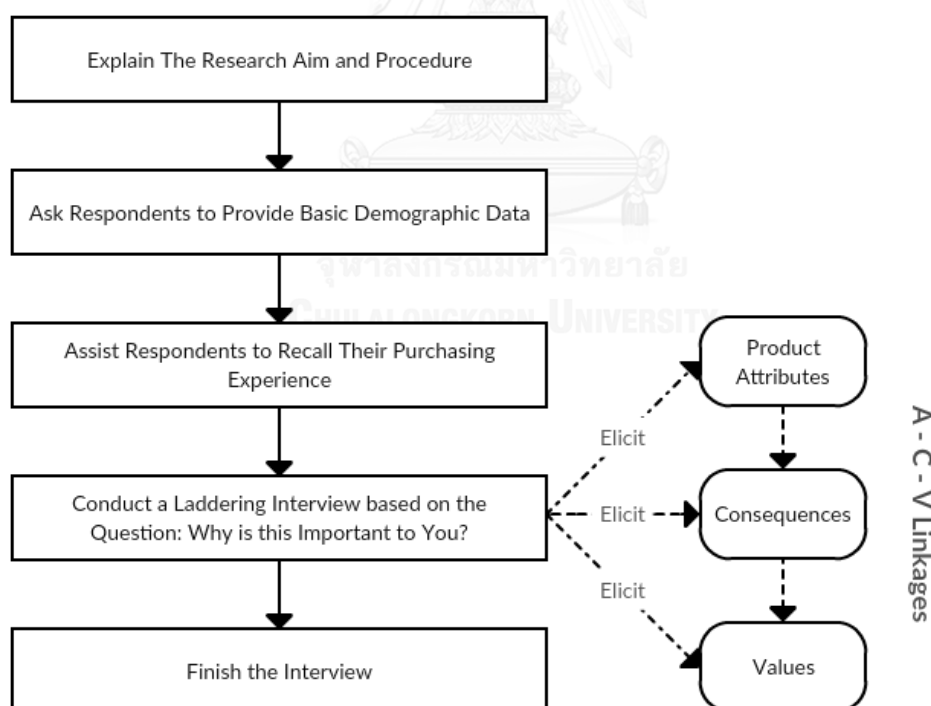 Explain The Research Aim and Procedure
Ask Respondents to Provide Basic Demographic Data
จุฬาลงกรณ์มหาวิทยาลัย
CHULALONGKORN UNIVERSITY
Assist Respondents to Recall Their Purchasing
Experience
Product
Attributes
Elicit
Conduct a Laddering Interview based on the
Question: Why is this Important to You?
Elicit
Consequences
Elicit
Finish the Interview
Values
A - C - V Linkages